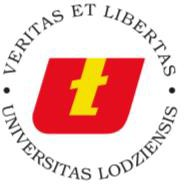 VERITAS ET LIBERTAS
ł
UNIVERSITAS LODZIENSIS